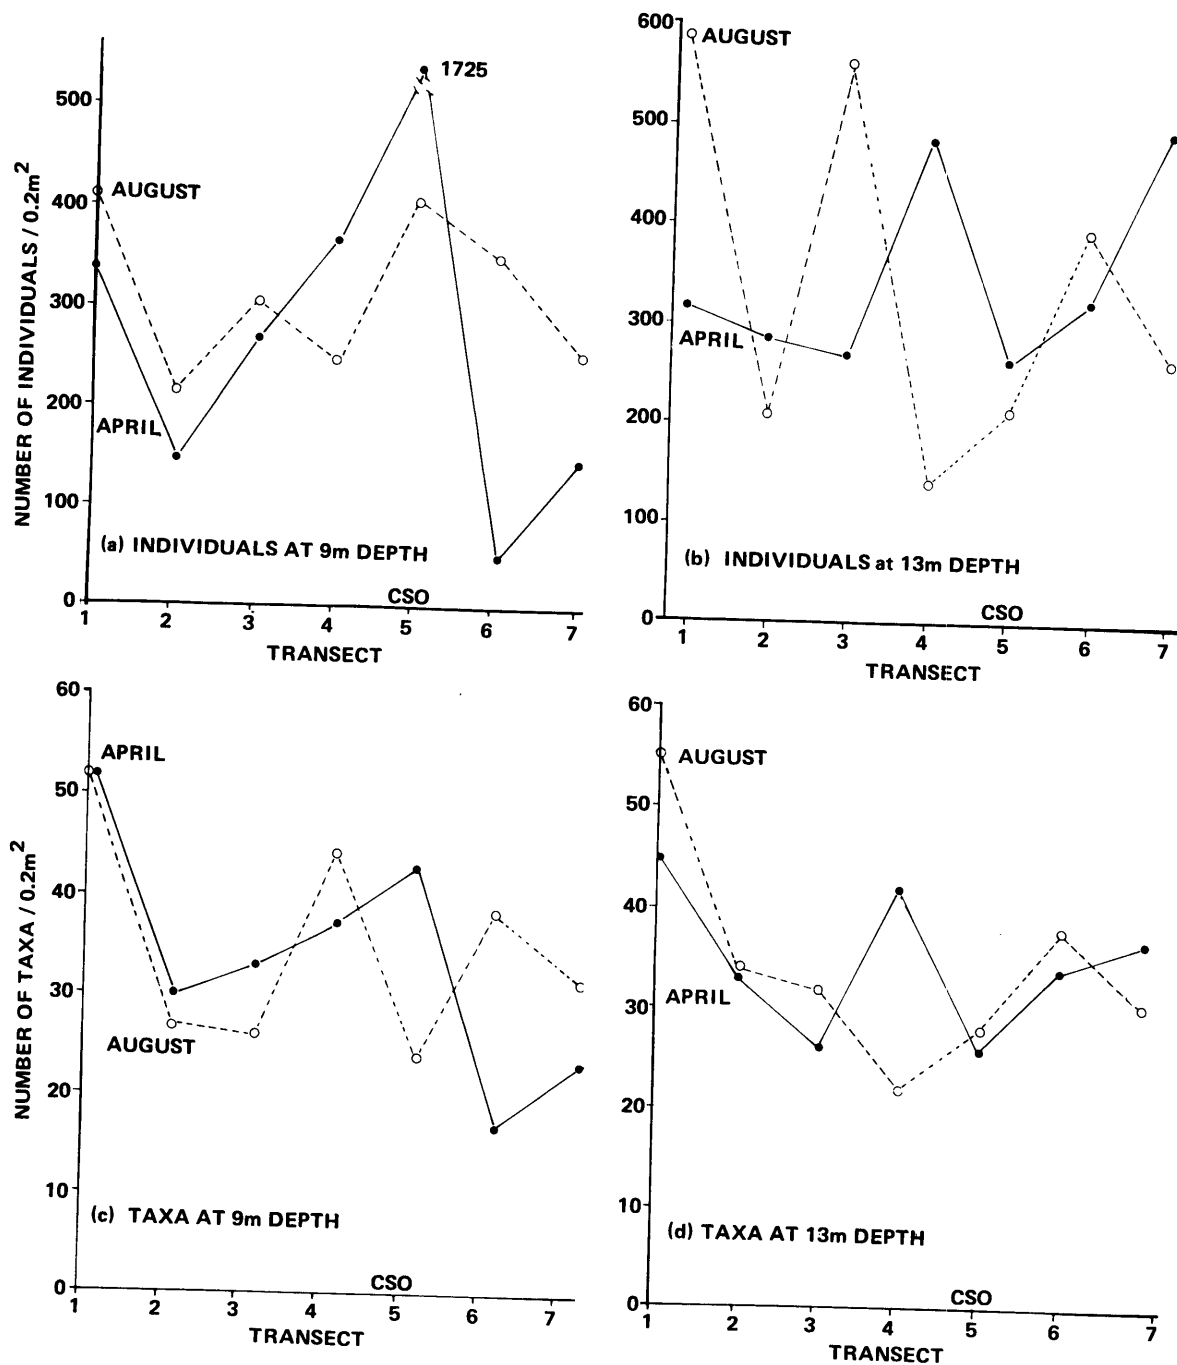 NUMBER OF INDIVIDUALS / 0.2m²
500
400
300
200
100
0
AUGUST
APRIL
1725
(a) INDIVIDUALS AT 9m DEPTH
CSO
1 2 3 4 5 6 7
TRANSECT
600
500
400
300
200
100
0
AUGUST
APRIL
(b) INDIVIDUALS at 13m DEPTH
CSO
1 2 3 4 5 6 7
TRANSECT
NUMBER OF TAXA / 0.2m²
60
50
40
30
20
10
0
APRIL
AUGUST
(c) TAXA AT 9m DEPTH
CSO
1 2 3 4 5 6 7
TRANSECT
60
50
40
30
20
10
0
AUGUST
APRIL
(d) TAXA AT 13m DEPTH
CSO
1 2 3 4 5 6 7
TRANSECT